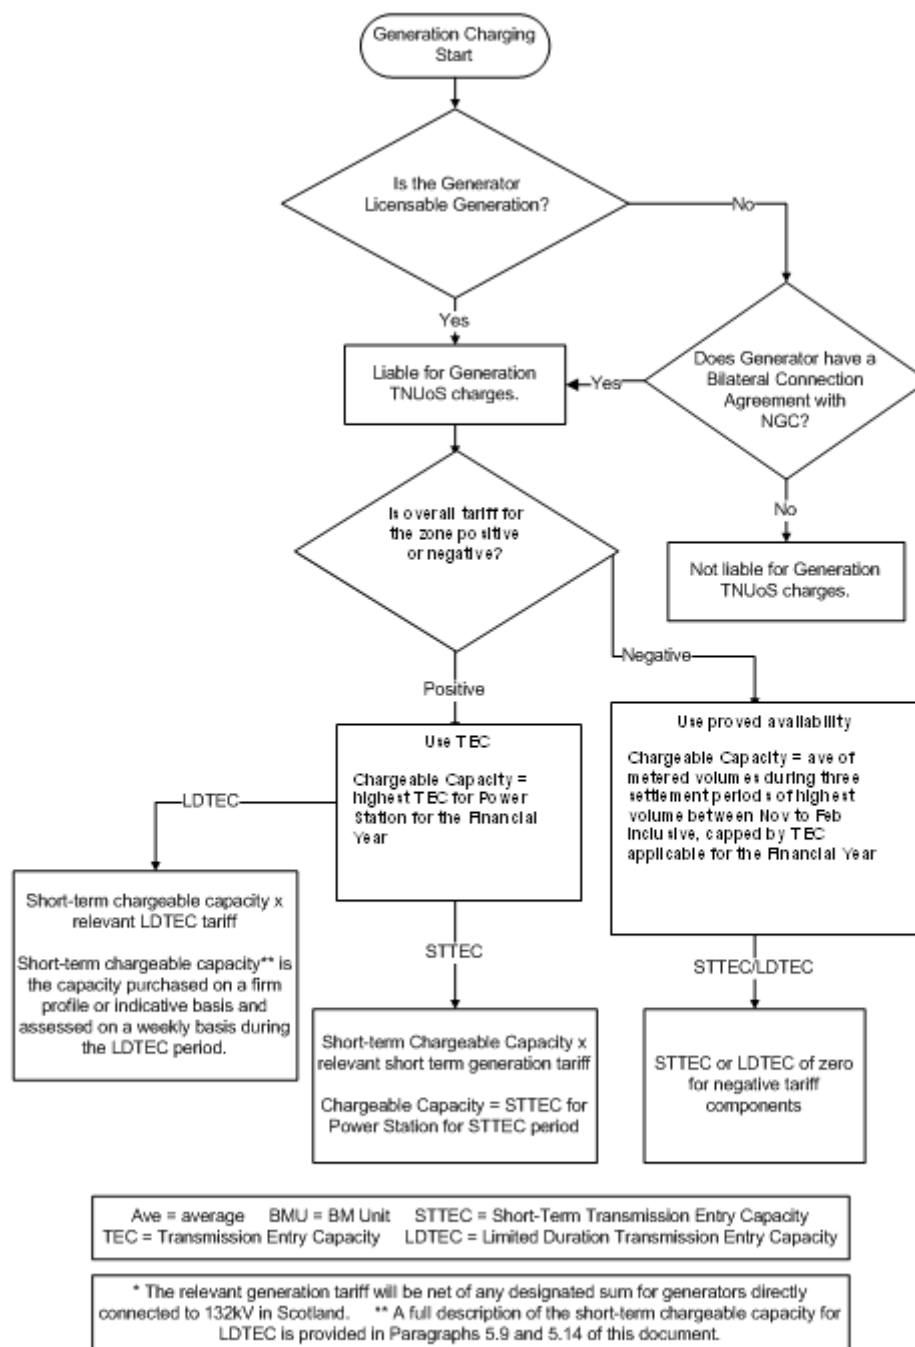 Generation Charging
Start
Is the Generator
Licensable Generation?
No
Yes
Does Generator have a
Bilateral Connection
Agreement with
NGC?
Liable for Generation
TNUoS charges.
Yes
No
Is overall tariff for
the zone positive
or negative?
Not liable for Generation
TNUoS charges.
Negative
Positive
Use TEC
Chargeable Capacity =
highest TEC for Power
Station for the Financial
Year
Use proved availability
Chargeable Capacity = ave of
metered volumes during three
settlement periods of highest
volume between Nov to Feb
inclusive, capped by TEC
applicable for the Financial Year
LDTEC
Short-term chargeable capacity x
relevant LDTEC tariff
Short-term chargeable capacity** is
the capacity purchased on a firm
profile or indicative basis and
assessed on a weekly basis during
the LDTEC period.
STTEC
STTEC/LDTEC
Short-term Chargeable Capacity x
relevant short term generation tariff
Chargeable Capacity = STTEC for
Power Station for STTEC period
STTEC or LDTEC of zero
for negative tariff
components
Ave = average BMU = BM Unit STTEC = Short-Term Transmission Entry Capacity
TEC = Transmission Entry Capacity LDTEC = Limited Duration Transmission Entry Capacity
* The relevant generation tariff will be net of any designated sum for generators directly
connected to 132kV in Scotland. ** A full description of the short-term chargeable capacity for
LDTEC is provided in Paragraphs 5.9 and 5.14 of this document.